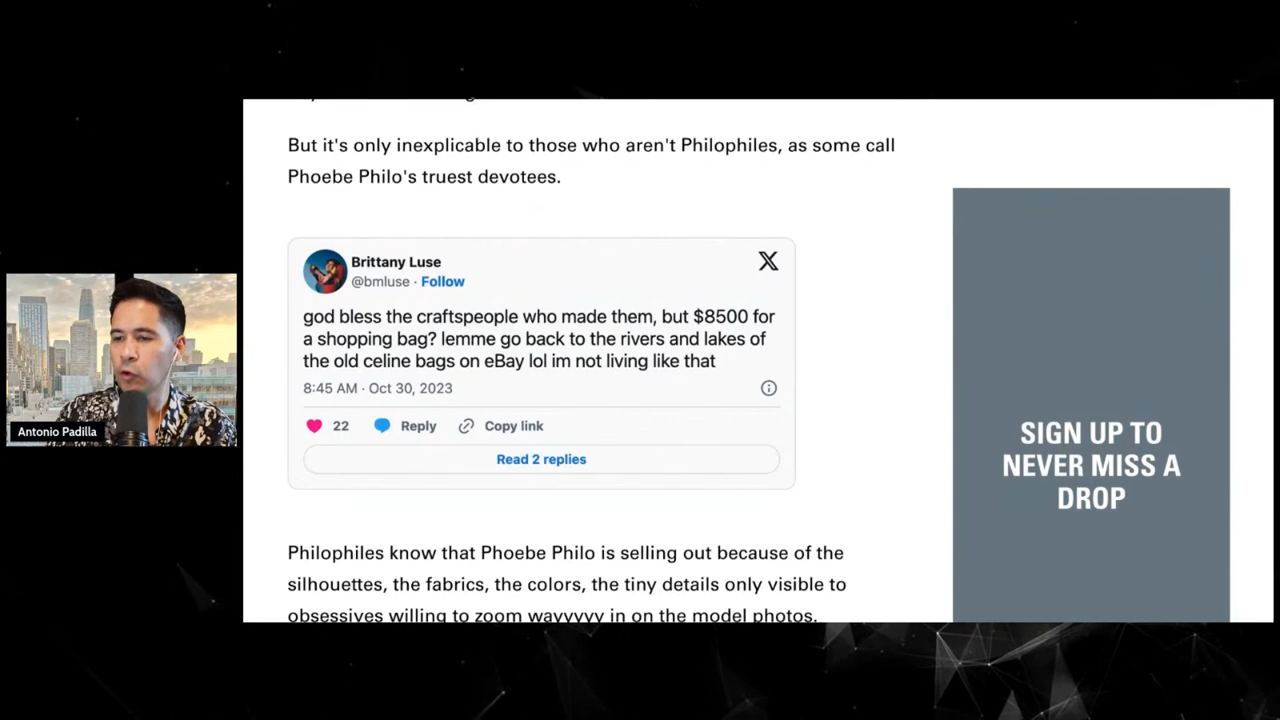 But it's only inexplicable to those who aren't Philophiles, as some call
Phoebe Philo's truest devotees.
Brittany Luse
@bmluse · Follow
god bless the craftspeople who made them, but $8500 for
a shopping bag? lemme go back to the rivers and lakes of
the old celine bags on eBay lol im not living like that
8:45 AM · Oct 30, 2023
22 Reply Copy link
Read 2 replies
Philophiles know that Phoebe Philo is selling out because of the
silhouettes, the fabrics, the colors, the tiny details only visible to
obsessives willing to zoom wayyyyy in on the model photos.
SIGN UP TO
NEVER MISS A
DROP
Antonio Padilla